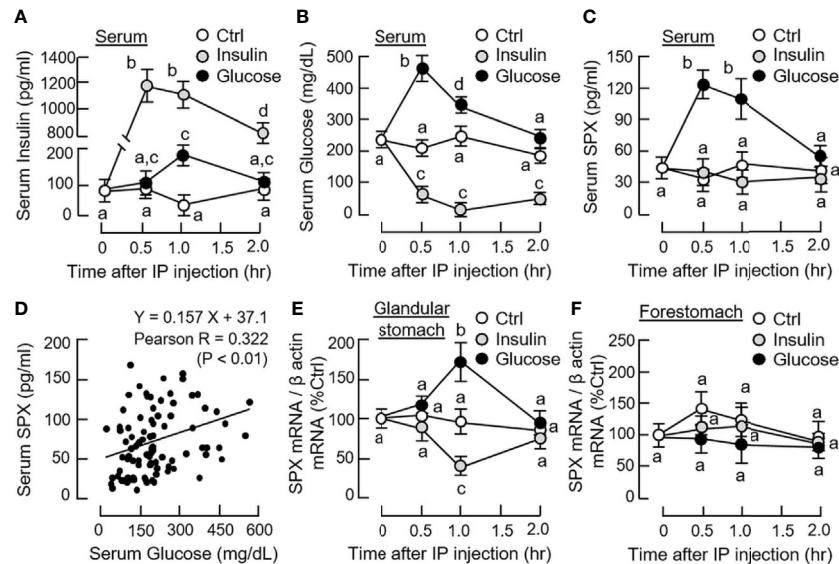 A
Serum
Ctrl
Insulin
Glucose
Serum Insulin (pg/ml)
1400
1200
1000
800
200
100
0
b
b
d
a,c
c
a,c
a
a
a
a
0
0.5
1.0
2.0
Time after IP injection (hr)
B
Serum
Ctrl
Insulin
Glucose
Serum Glucose (mg/dL)
500
400
300
200
100
0
b
d
a
a
a
a
a
c
c
c
0
0.5
1.0
2.0
Time after IP injection (hr)
C
Serum
Ctrl
Insulin
Glucose
Serum SPX (pg/ml)
150
120
90
60
30
0
b
b
a
a
a
a
a
a
a
a
0
0.5
1.0
2.0
Time after IP injection (hr)
D
Y = 0.157 X + 37.1
Pearson R = 0.322
(P < 0.01)
Serum SPX (pg/ml)
200
150
100
50
0
0
150
300
450
600
Serum Glucose (mg/dL)
E
Glandular
stomach
Ctrl
Insulin
Glucose
SPX mRNA / β actin
mRNA (%Ctrl)
200
150
100
50
0
b
a
a
a
a
a
a
a
a
c
0
0.5
1.0
2.0
Time after IP injection (hr)
F
Forestomach
Ctrl
Insulin
Glucose
SPX mRNA / β actin
mRNA (%Ctrl)
250
200
150
100
50
0
a
a
a
a
a
a
a
a
a
a
0
0.5
1.0
2.0
Time after IP injection (hr)